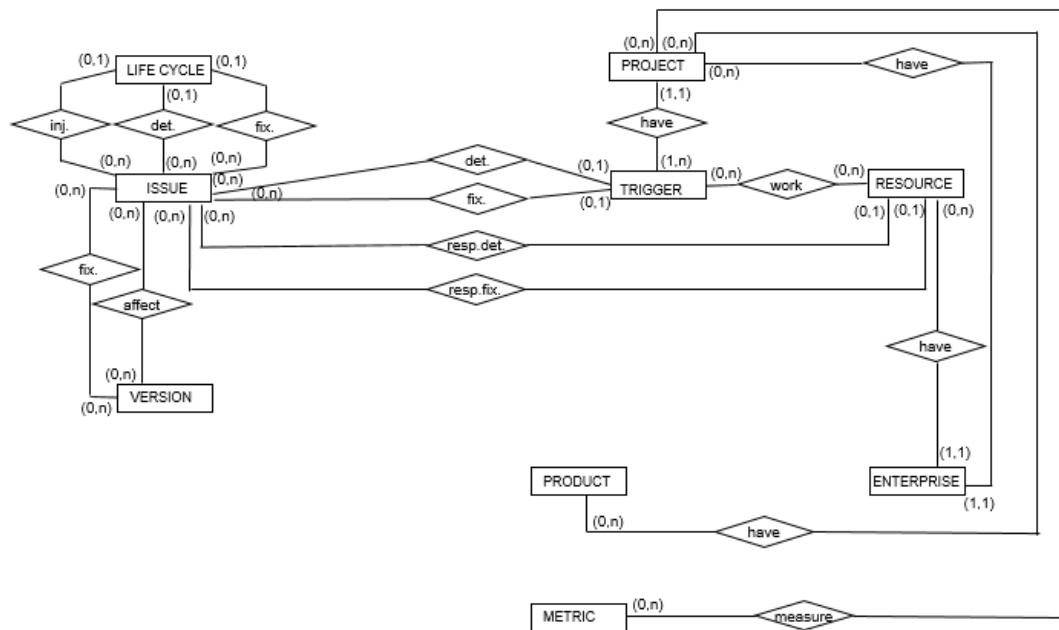 (0,n) (0,n)
(0,1) LIFE CYCLE (0,1)
PROJECT
(0,n)
have
(0,1)
(1,1)
inj. det. fix.
have
(0,n) (0,n) (0,n)
det.
(0,1) (1,n)
(0,n) ISSUE (0,n)
(0,n)
TRIGGER
(0,n) work (0,n)
RESOURCE
(0,n) (0,n) (0,n)
fix.
(0,1)
(0,1) (0,1) (0,n)
resp.det.
fix.
resp.fix.
affect
have
(0,n)
VERSION
(0,n)
(1,1)
PRODUCT
ENTERPRISE
(1,1)
(0,n)
have
(0,n)
METRIC
measure